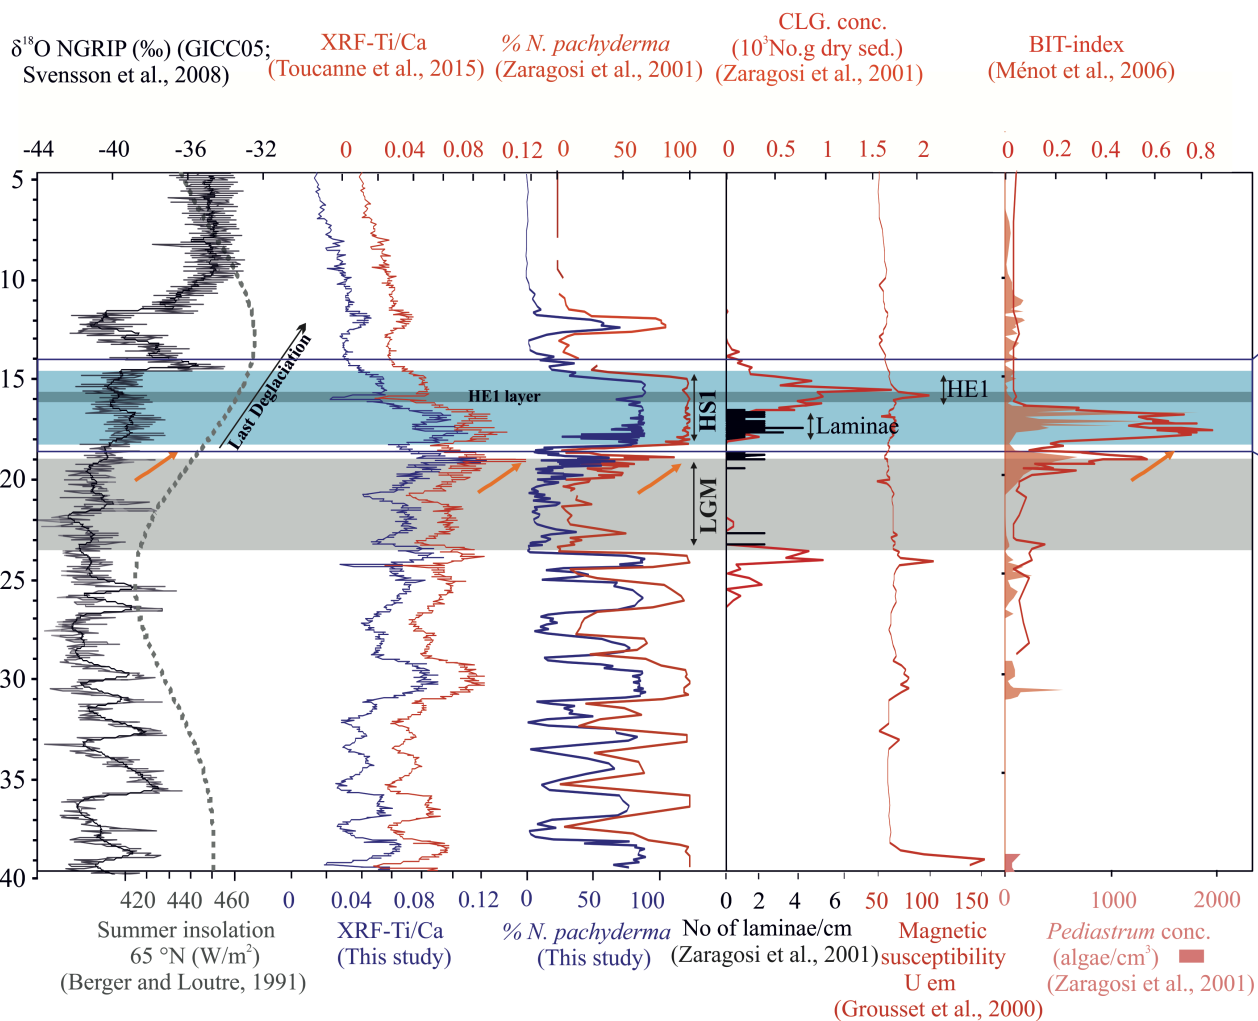 δ¹⁸O NGRIP (‰) (GICC05;
Svensson et al., 2008)
XRF-Ti/Ca
(Toucanne et al., 2015)
% N. pachyderma
(Zaragosi et al., 2001)
CLG. conc.
(10³No.g dry sed.)
(Zaragosi et al., 2001)
BIT-index
(Ménot et al., 2006)
-44 -40 -36 -32
0 0.04 0.08 0.12
0 50 100
0 0.5 1 1.5 2
0 0.2 0.4 0.6 0.8
5
10
15
20
25
30
35
40
Last Deglaciation
HE1 layer
HS1
LGM
HE1
Laminae
420 440 460
0 0.04 0.08 0.12
0 50 100
0 2 4 6
50 100 150
0 1000 2000
Summer insolation
65 °N (W/m²)
(Berger and Loutre, 1991)
XRF-Ti/Ca
(This study)
% N. pachyderma
(This study)
No of laminae/cm
(Zaragosi et al., 2001)
Magnetic
susceptibility
U em
(Grousset et al., 2000)
Pediastrum conc.
(algae/cm³)
(Zaragosi et al., 2001)